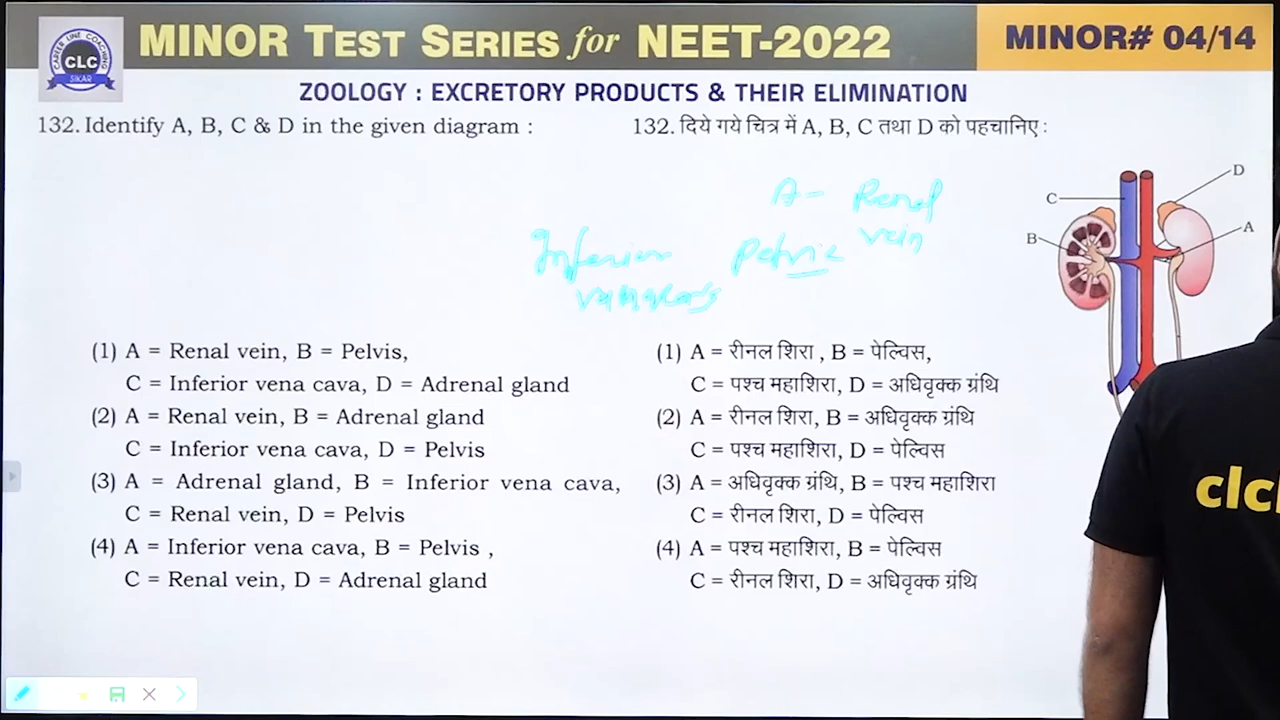 MINOR TEST SERIES for NEET-2022
MINOR# 04/14
CAREER LINE COACHING
CLC
SIKAR
ZOOLOGY : EXCRETORY PRODUCTS & THEIR ELIMINATION
132. Identify A, B, C & D in the given diagram :
(1) A = Renal vein, B = Pelvis,
C = Inferior vena cava, D = Adrenal gland
(2) A = Renal vein, B = Adrenal gland
C = Inferior vena cava, D = Pelvis
(3) A = Adrenal gland, B = Inferior vena cava,
C = Renal vein, D = Pelvis
(4) A = Inferior vena cava, B = Pelvis ,
C = Renal vein, D = Adrenal gland
132. दिये गये चित्र में A, B, C तथा D को पहचानिए :
A- Renal
vein
Inferior
D
C
A
B
(1) A = रीनल शिरा , B = पेल्विस,
C = पश्च महाशिरा, D = अधिवृक्क ग्रंथि
(2) A = रीनल शिरा, B = अधिवृक्क ग्रंथि
C = पश्च महाशिरा, D = पेल्विस
(3) A = अधिवृक्क ग्रंथि, B = पश्च महाशिरा
C = रीनल शिरा, D = पेल्विस
(4) A = पश्च महाशिरा, B = पेल्विस
C = रीनल शिरा, D = अधिवृक्क ग्रंथि